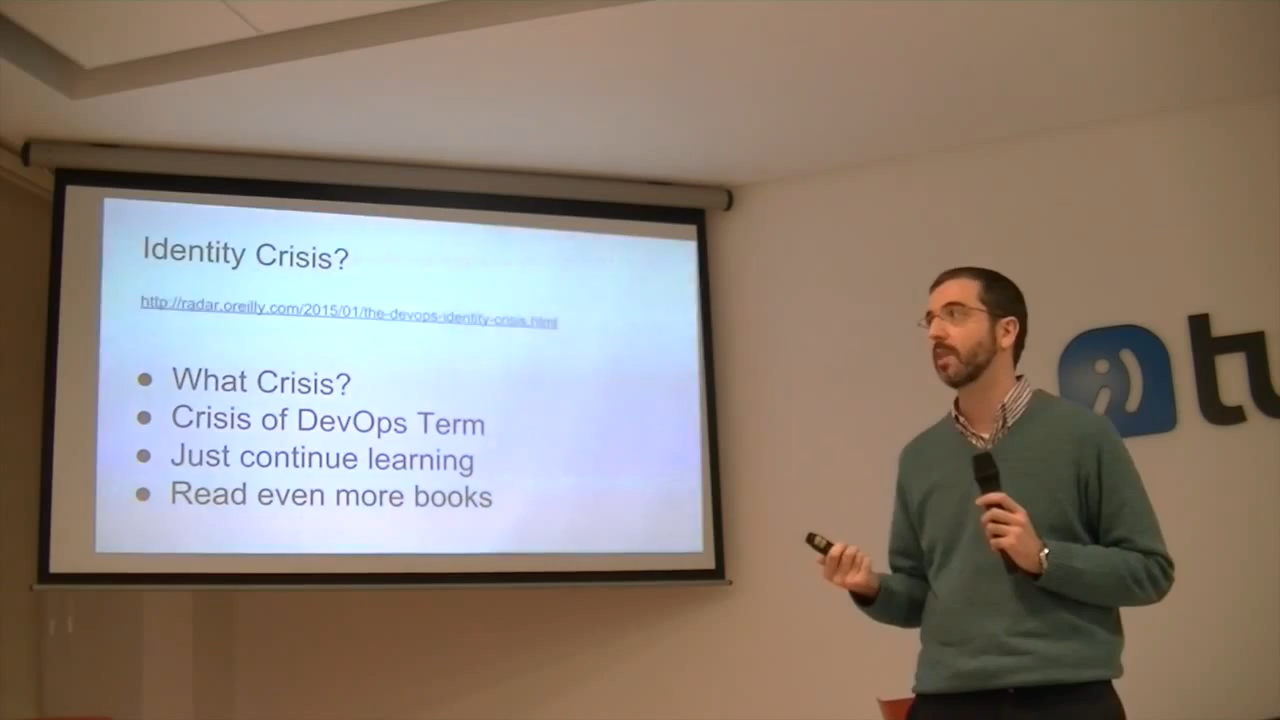 Identity Crisis?
http://radar.oreilly.com/2015/01/the-devops-identity-crisis.html
What Crisis?
Crisis of DevOps Term
Just continue learning
Read even more books
tu